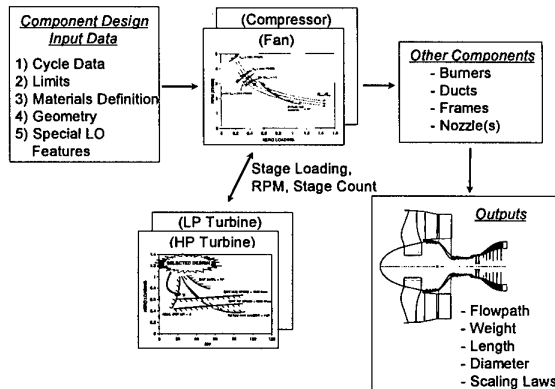 Component Design
Input Data
1) Cycle Data
2) Limits
3) Materials Definition
4) Geometry
5) Special LO
Features
(Compressor)
(Fan)
AERO LOADING
Other Components
- Burners
- Ducts
- Frames
- Nozzle(s)
Stage Loading,
RPM, Stage Count
(LP Turbine)
(HP Turbine)
SELECTED DESIGN
Outputs
- Flowpath
- Weight
- Length
- Diameter
- Scaling Laws